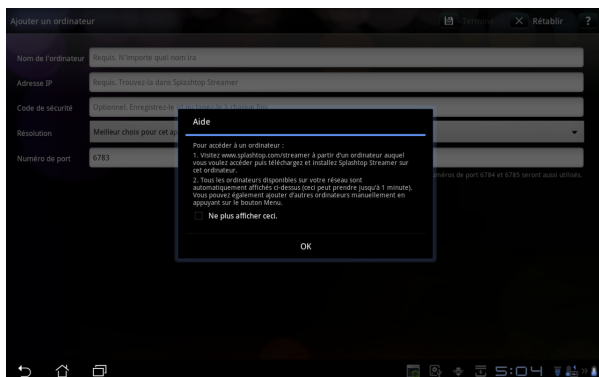 Ajouter un ordinateur
Terminé
Rétablir
?
Nom de l'ordinateur
Requis. N'importe quel nom ira
Adresse IP
Requis. Trouvez-la dans Splashtop Streamer
Code de sécurité
Optionnel. Enregistrez-le
Résolution
Meilleur choix pour cet ap
Numéro de port
6783
uméros de port 6784 et 6785 seront aussi utilisés.
Aide
Pour accéder à un ordinateur :
1. Visitez www.splashtop.com/streamer à partir d'un ordinateur auquel
vous voulez accéder puis téléchargez et installez Splashtop Streamer sur
cet ordinateur.
2. Tous les ordinateurs disponibles sur votre réseau sont
automatiquement affichés ci-dessus (ceci peut prendre jusqu'à 1 minute).
Vous pouvez également ajouter d'autres ordinateurs manuellement en
appuyant sur le bouton Menu.
Ne plus afficher ceci.
OK
5:04